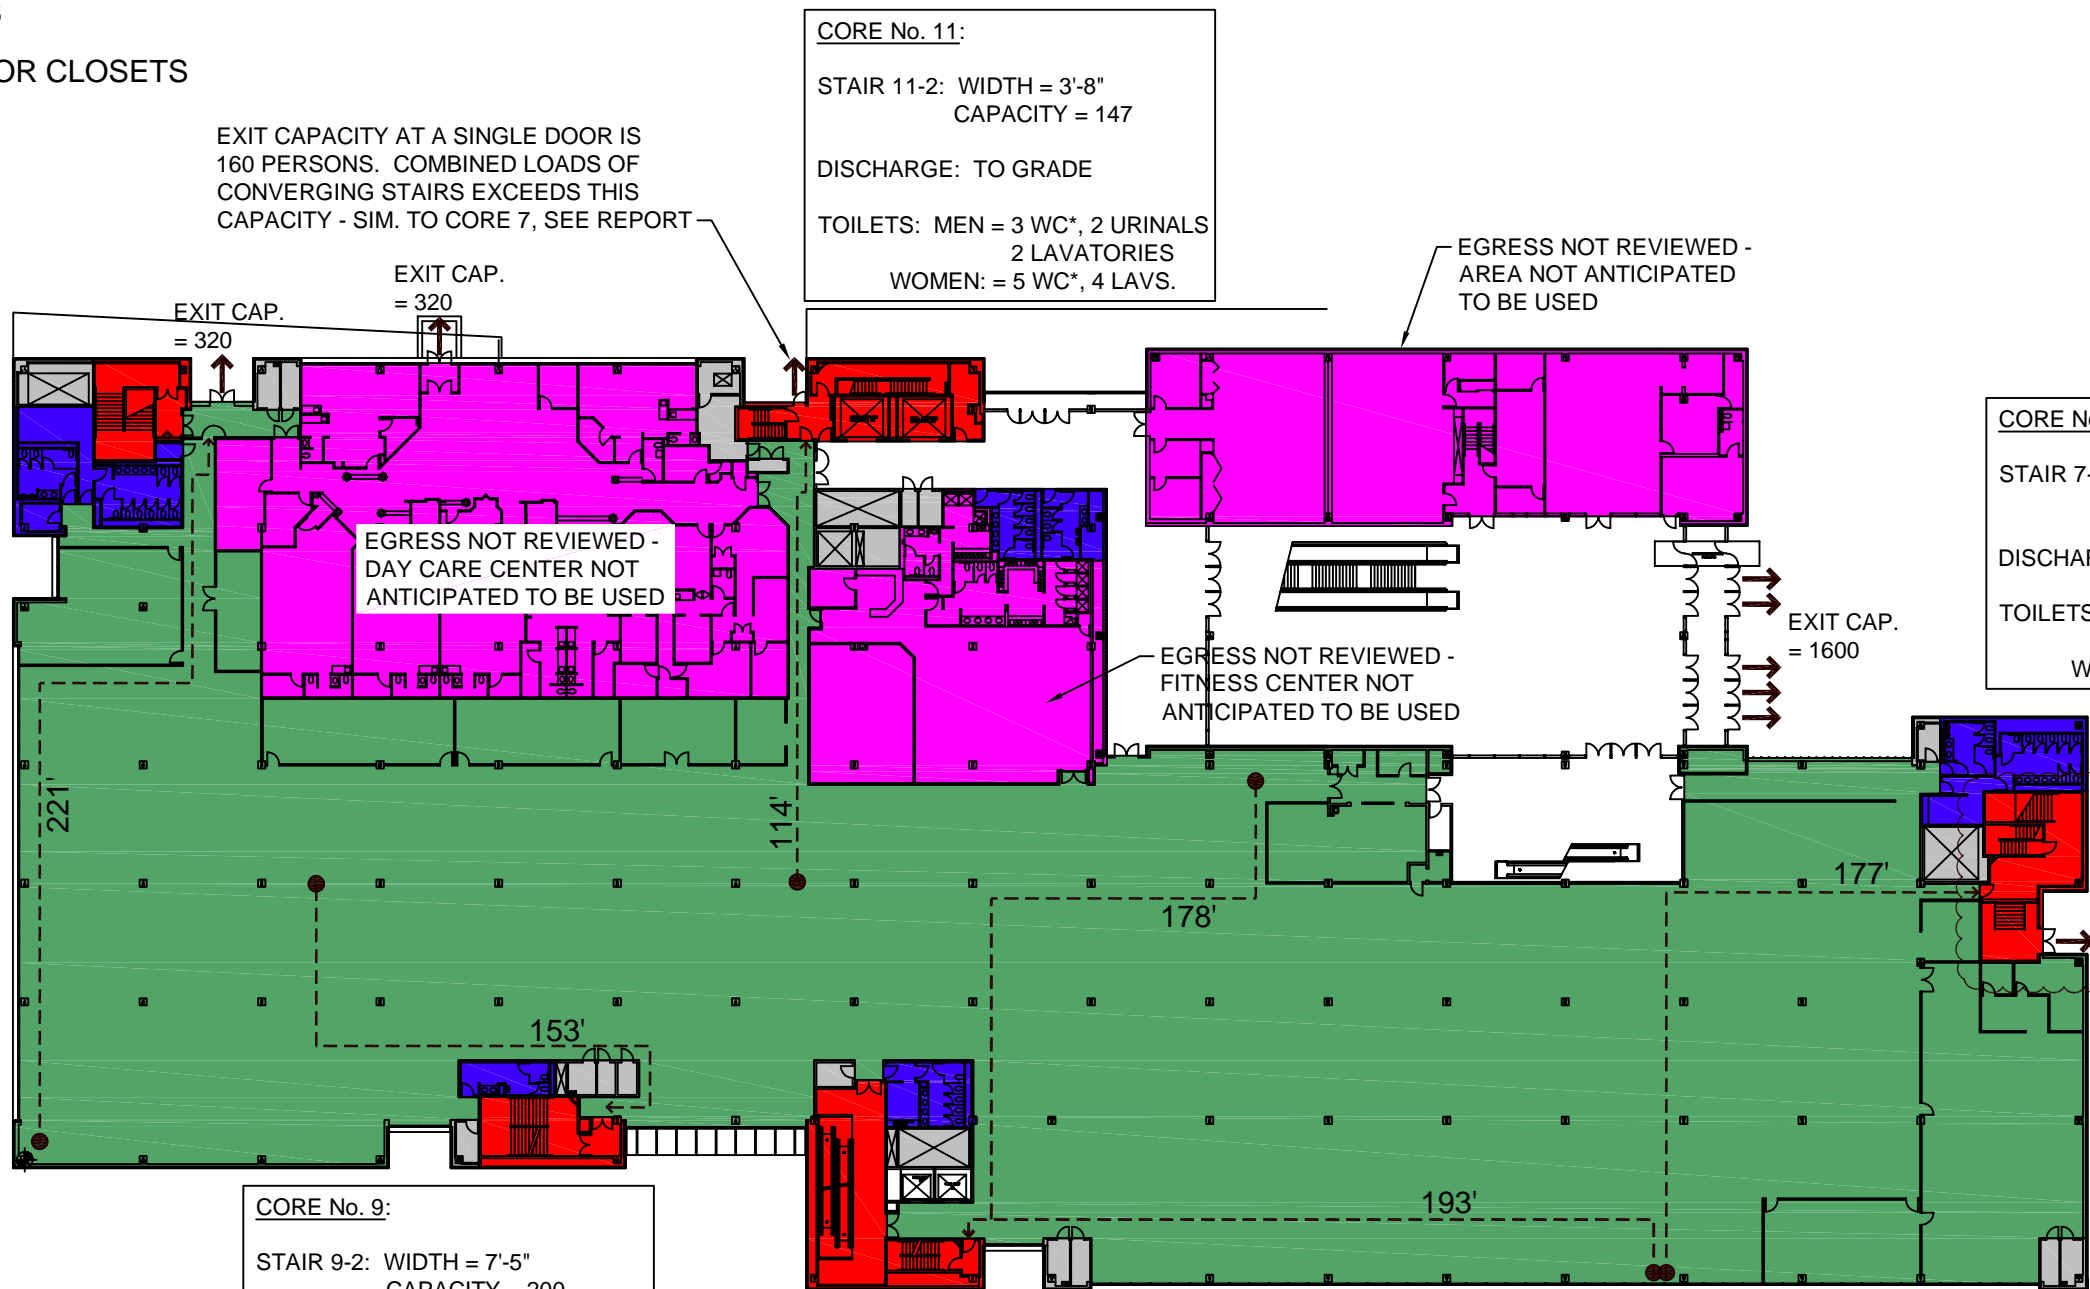 OR CLOSETS
CORE No. 11:
STAIR 11-2: WIDTH = 3'-8"
CAPACITY = 147
DISCHARGE: TO GRADE
TOILETS: MEN = 3 WC*, 2 URINALS
2 LAVATORIES
WOMEN: = 5 WC*, 4 LAVS.
EXIT CAPACITY AT A SINGLE DOOR IS
160 PERSONS. COMBINED LOADS OF
CONVERGING STAIRS EXCEEDS THIS
CAPACITY - SIM. TO CORE 7, SEE REPORT
EXIT CAP.
= 320
EXIT CAP.
= 320
EGRESS NOT REVIEWED -
AREA NOT ANTICIPATED
TO BE USED
CORE No
STAIR 7-
DISCHAR
TOILETS
W
EGRESS NOT REVIEWED -
DAY CARE CENTER NOT
ANTICIPATED TO BE USED
EXIT CAP.
= 1600
EGRESS NOT REVIEWED -
FITNESS CENTER NOT
ANTICIPATED TO BE USED
221'
114'
178'
177'
153'
193'
CORE No. 9:
STAIR 9-2: WIDTH = 7'-5"